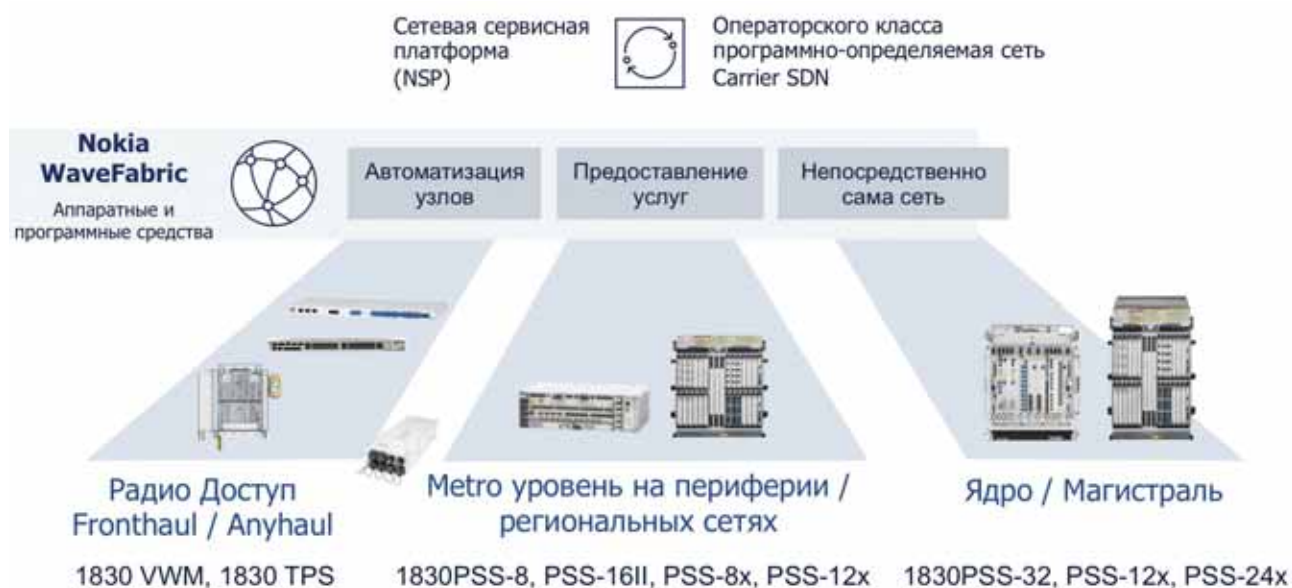 Сетевая сервисная
платформа
(NSP)
Операторского класса
программно-определяемая сеть
Carrier SDN
Nokia
WaveFabric
Аппаратные и
программные средства
Автоматизация
узлов
Предоставление
услуг
Непосредственно
сама сеть
Радио Доступ
Fronthaul / Anyhaul
1830 VWM, 1830 TPS
Metro уровень на периферии /
региональных сетях
1830PSS-8, PSS-16II, PSS-8x, PSS-12x
Ядро / Магистраль
1830PSS-32, PSS-12x, PSS-24x